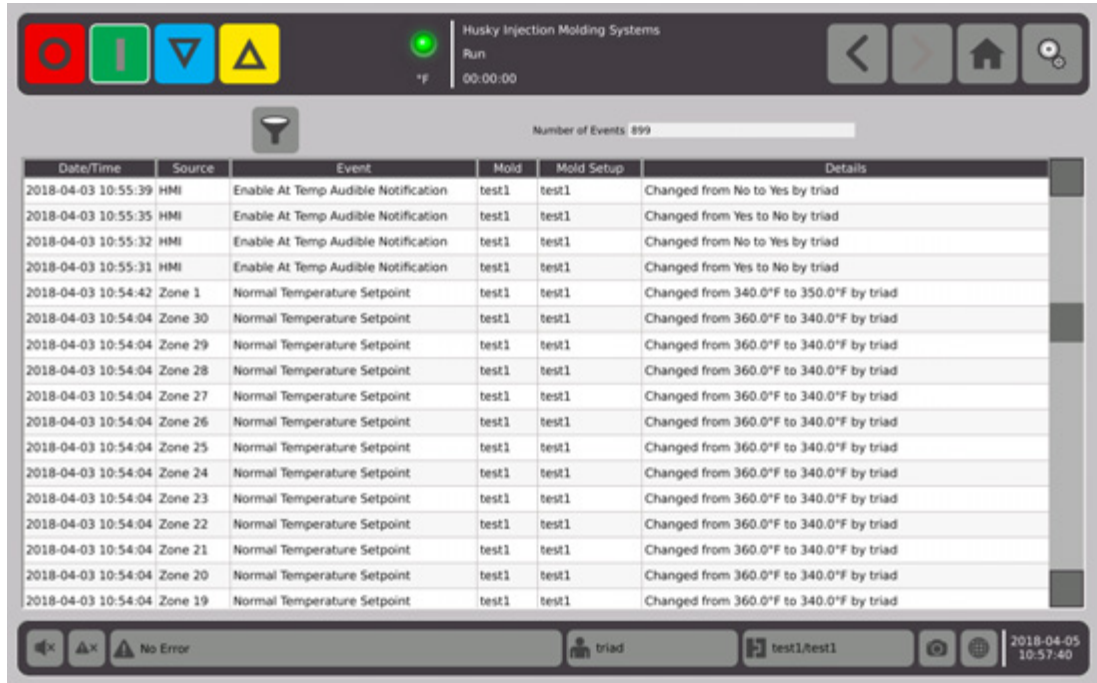 Husky Injection Molding Systems
Run
°F 00:00:00
Number of Events 899
Date/Time Source Event Mold Mold Setup Details
2018-04-03 10:55:39 HMI Enable At Temp Audible Notification test1 test1 Changed from No to Yes by triad
2018-04-03 10:55:35 HMI Enable At Temp Audible Notification test1 test1 Changed from Yes to No by triad
2018-04-03 10:55:32 HMI Enable At Temp Audible Notification test1 test1 Changed from No to Yes by triad
2018-04-03 10:55:31 HMI Enable At Temp Audible Notification test1 test1 Changed from Yes to No by triad
2018-04-03 10:54:42 Zone 1 Normal Temperature Setpoint test1 test1 Changed from 340.0°F to 350.0°F by triad
2018-04-03 10:54:04 Zone 30 Normal Temperature Setpoint test1 test1 Changed from 360.0°F to 340.0°F by triad
2018-04-03 10:54:04 Zone 29 Normal Temperature Setpoint test1 test1 Changed from 360.0°F to 340.0°F by triad
2018-04-03 10:54:04 Zone 28 Normal Temperature Setpoint test1 test1 Changed from 360.0°F to 340.0°F by triad
2018-04-03 10:54:04 Zone 27 Normal Temperature Setpoint test1 test1 Changed from 360.0°F to 340.0°F by triad
2018-04-03 10:54:04 Zone 26 Normal Temperature Setpoint test1 test1 Changed from 360.0°F to 340.0°F by triad
2018-04-03 10:54:04 Zone 25 Normal Temperature Setpoint test1 test1 Changed from 360.0°F to 340.0°F by triad
2018-04-03 10:54:04 Zone 24 Normal Temperature Setpoint test1 test1 Changed from 360.0°F to 340.0°F by triad
2018-04-03 10:54:04 Zone 23 Normal Temperature Setpoint test1 test1 Changed from 360.0°F to 340.0°F by triad
2018-04-03 10:54:04 Zone 22 Normal Temperature Setpoint test1 test1 Changed from 360.0°F to 340.0°F by triad
2018-04-03 10:54:04 Zone 21 Normal Temperature Setpoint test1 test1 Changed from 360.0°F to 340.0°F by triad
2018-04-03 10:54:04 Zone 20 Normal Temperature Setpoint test1 test1 Changed from 360.0°F to 340.0°F by triad
2018-04-03 10:54:04 Zone 19 Normal Temperature Setpoint test1 test1 Changed from 360.0°F to 340.0°F by triad
No Error triad test1/test1 2018-04-05
10:57:40